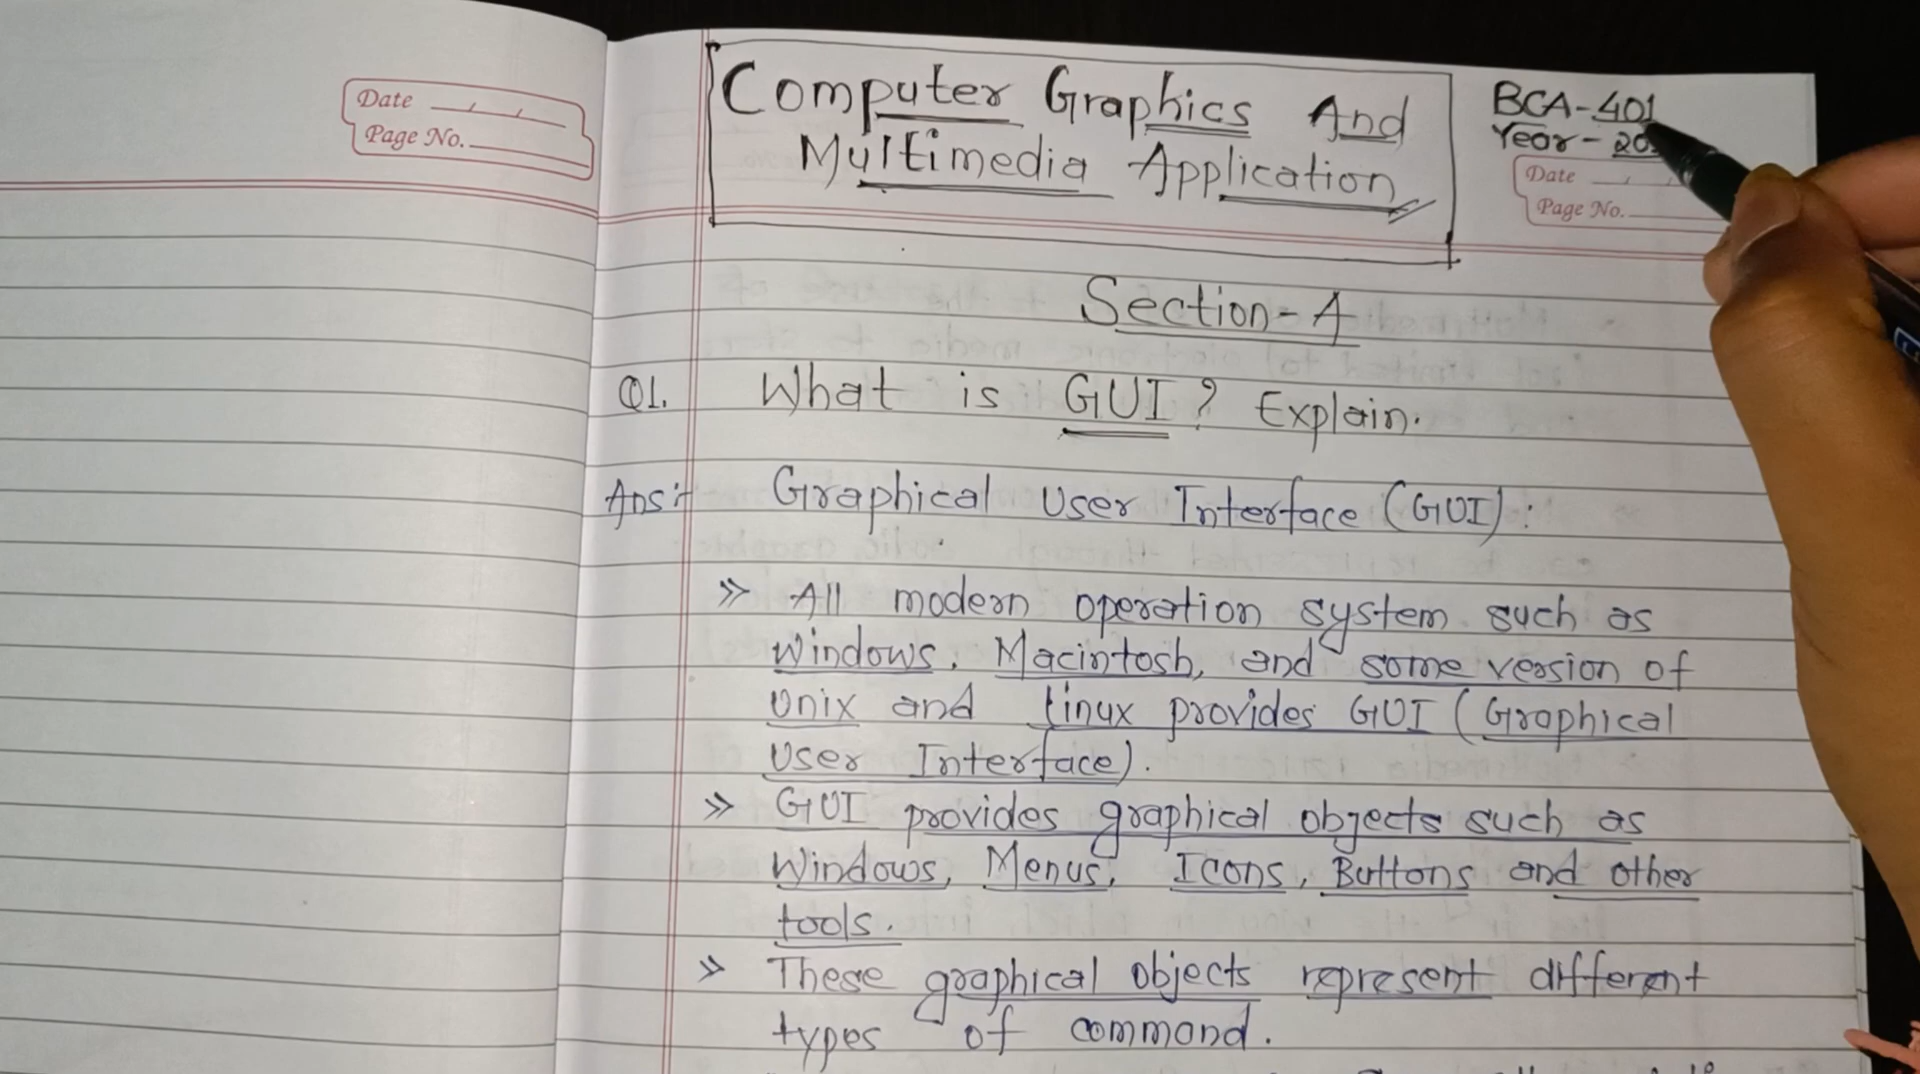 Date
Page No.
Computer Graphics And
Multimedia Application
BCA-401
Year - 20
Date
Page No.
Section-A
Q1. What is GUI? Explain.
Ans:- Graphical User Interface (GUI):
>> All modern operation system such as
Windows, Macintosh, and some version of
Unix and Linux provides GUI (Graphical
User Interface).
>> GUI provides graphical objects such as
Windows, Menus, Icons, Buttons and other
tools.
>> These graphical objects represent different
types of command.